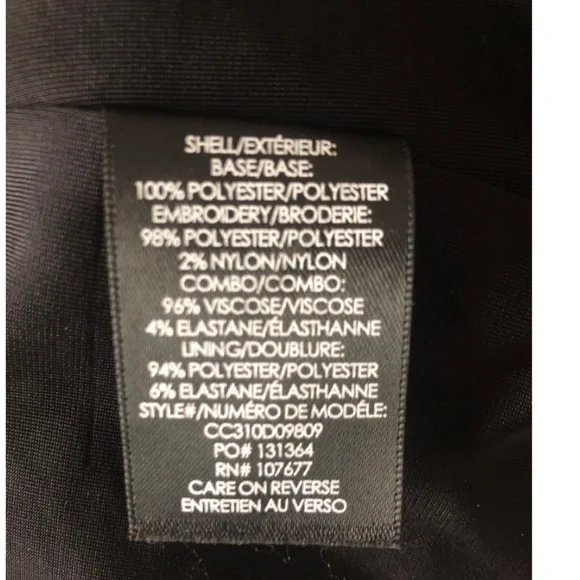 SHELL/EXTÉRIEUR:
BASE/BASE:
100% POLYESTER/POLYESTER
EMBROIDERY/BRODERIE:
98% POLYESTER/POLYESTER
2% NYLON/NYLON
COMBO/COMBO:
96% VISCOSE/VISCOSE
4% ELASTANE/ÉLASTHANNE
LINING/DOUBLURE:
94% POLYESTER/POLYESTER
6% ELASTANE/ÉLASTHANNE
STYLE#/NUMÉRO DE MODÉLE:
CC310D09809
PO# 131364
RN# 107677
CARE ON REVERSE
ENTRETIEN AU VERSO